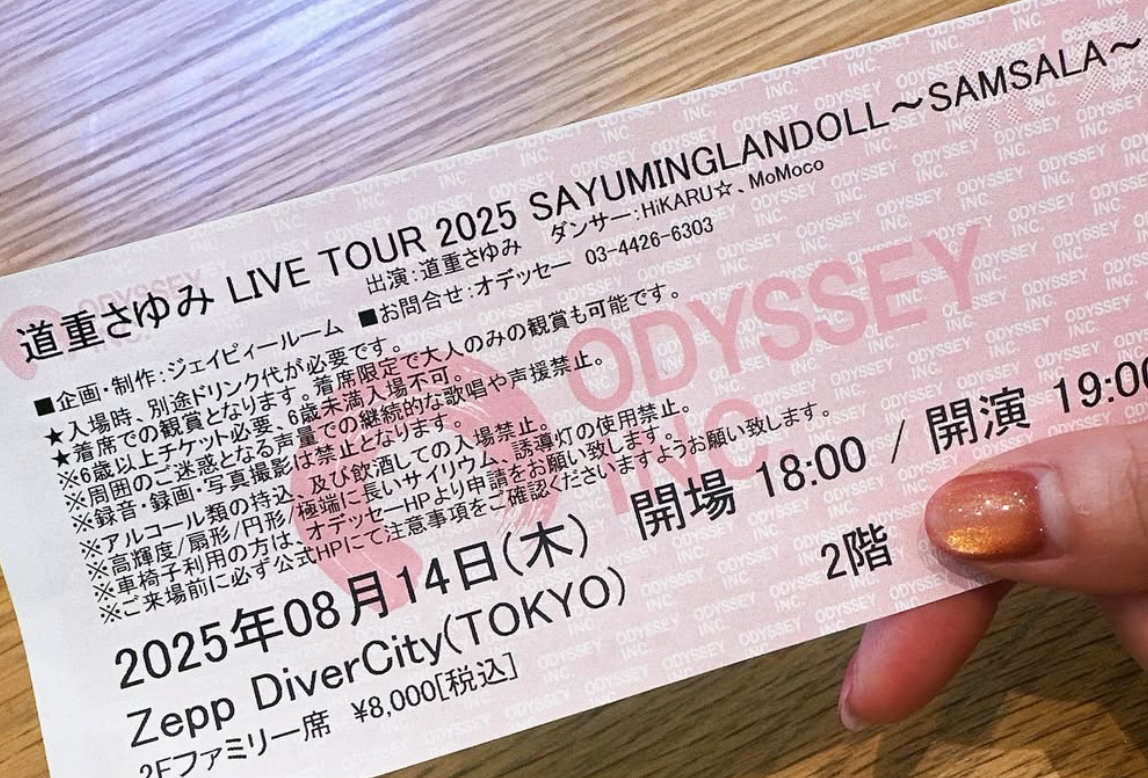 道重さゆみ LIVE TOUR 2025 SAYUMINGLANDOLL～SAMSALA～
出演：道重さゆみ ダンサー：HiKARU☆、MoMoco
■企画・制作：ジェイピィールーム ■お問合せ：オデッセー 03-4426-6303
★入場時、別途ドリンク代が必要です。
★着席での観賞となります。着席限定で大人のみの観賞も可能です。
※6歳以上チケット必要、6歳未満入場不可。
※周囲のご迷惑となる声量での継続的な歌唱や声援禁止。
※録音・録画・写真撮影は禁止となります。
※アルコール類の持込、及び飲酒しての入場禁止。
※高輝度/扇形/円形/極端に長いサイリウム、誘導灯の使用禁止。
※車椅子利用の方は、オデッセーHPより申請をお願い致します。
※ご来場前に必ず公式HPにて注意事項をご確認くださいますようお願い致します。
2025年08月14日(木) 開場 18:00 / 開演 19:00
Zepp DiverCity(TOKYO)
2Fファミリー席 ¥8,000[税込] 2階
ODYSSEY
INC.